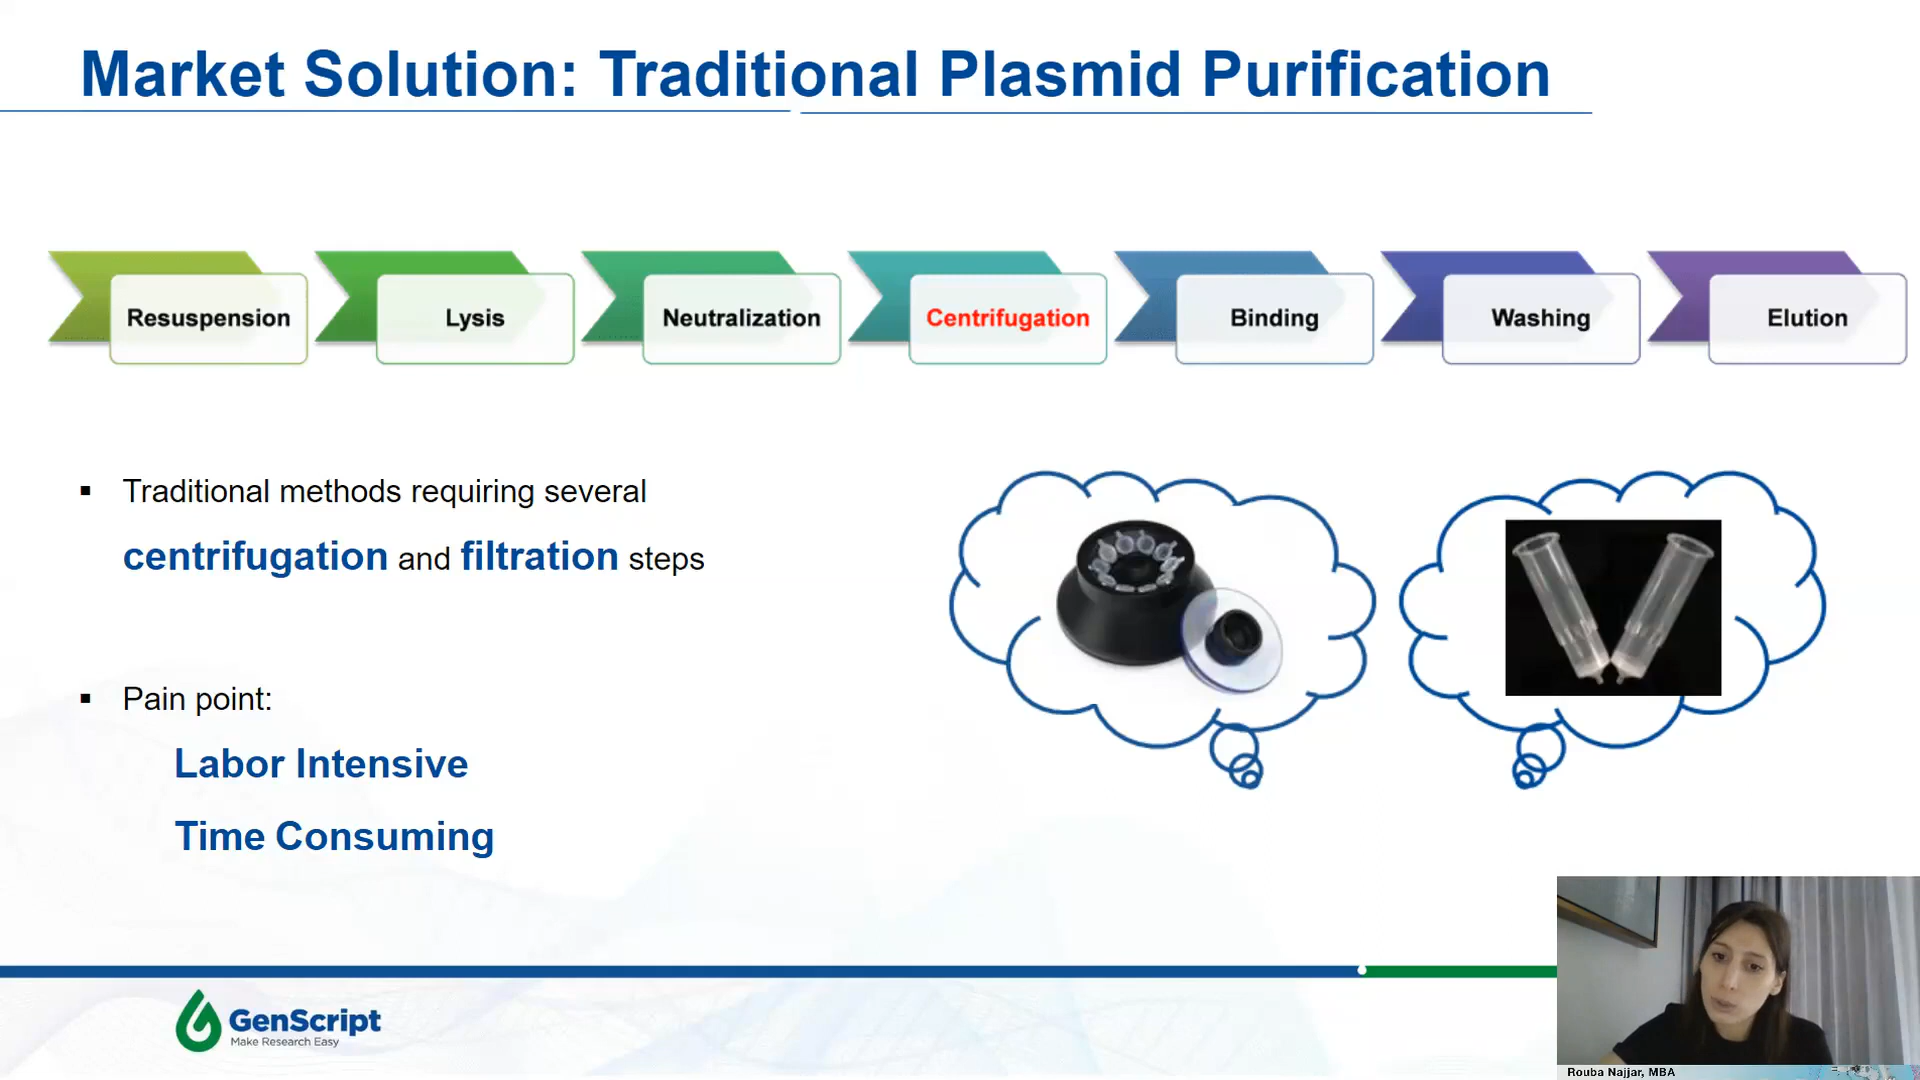 Market Solution: Traditional Plasmid Purification
Resuspension
Lysis
Neutralization
Centrifugation
Binding
Washing
Elution
Traditional methods requiring several
centrifugation and filtration steps
Pain point:
Labor Intensive
Time Consuming
GenScript
Make Research Easy
Rouba Najjar, MBA